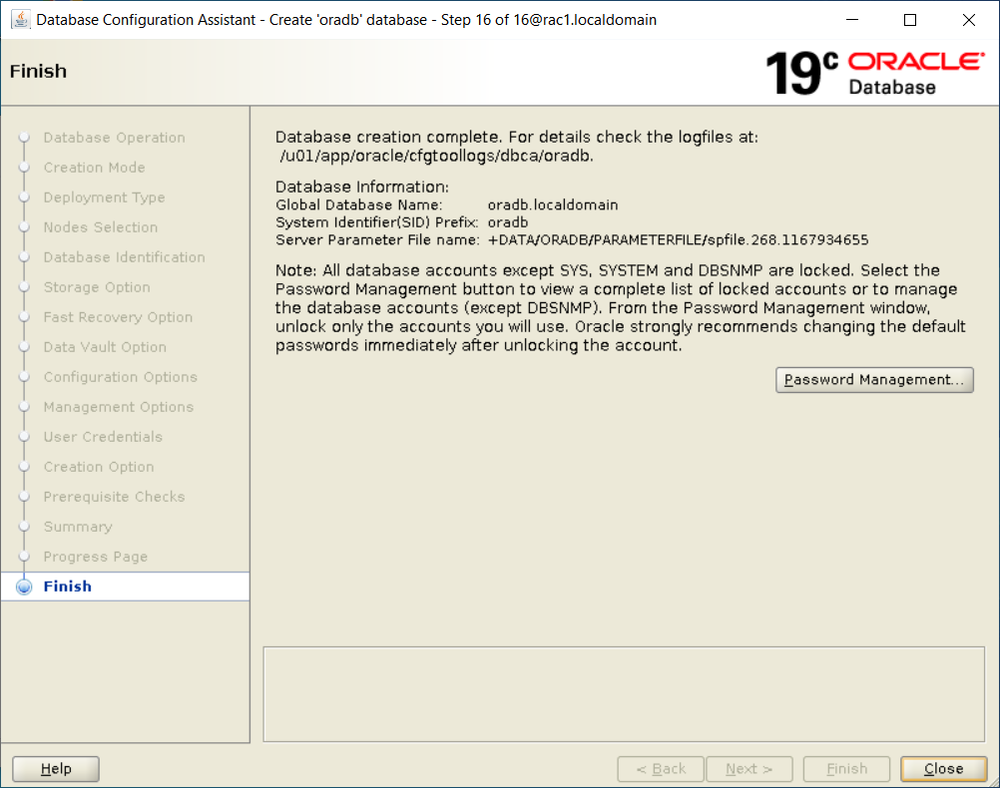 Database Configuration Assistant - Create 'oradb' database - Step 16 of 16@rac1.localdomain
Finish
19c ORACLE
Database
Database Operation
Creation Mode
Deployment Type
Nodes Selection
Database Identification
Storage Option
Fast Recovery Option
Data Vault Option
Configuration Options
Management Options
User Credentials
Creation Option
Prerequisite Checks
Summary
Progress Page
Finish
Database creation complete. For details check the logfiles at:
/u01/app/oracle/cfgtoollogs/dbca/oradb.
Database Information:
Global Database Name: oradb.localdomain
System Identifier(SID) Prefix: oradb
Server Parameter File name: +DATA/ORADB/PARAMETERFILE/spfile.268.1167934655
Note: All database accounts except SYS, SYSTEM and DBSNMP are locked. Select the
Password Management button to view a complete list of locked accounts or to manage
the database accounts (except DBSNMP). From the Password Management window,
unlock only the accounts you will use. Oracle strongly recommends changing the default
passwords immediately after unlocking the account.
Password Management...
Help
< Back
Next >
Finish
Close